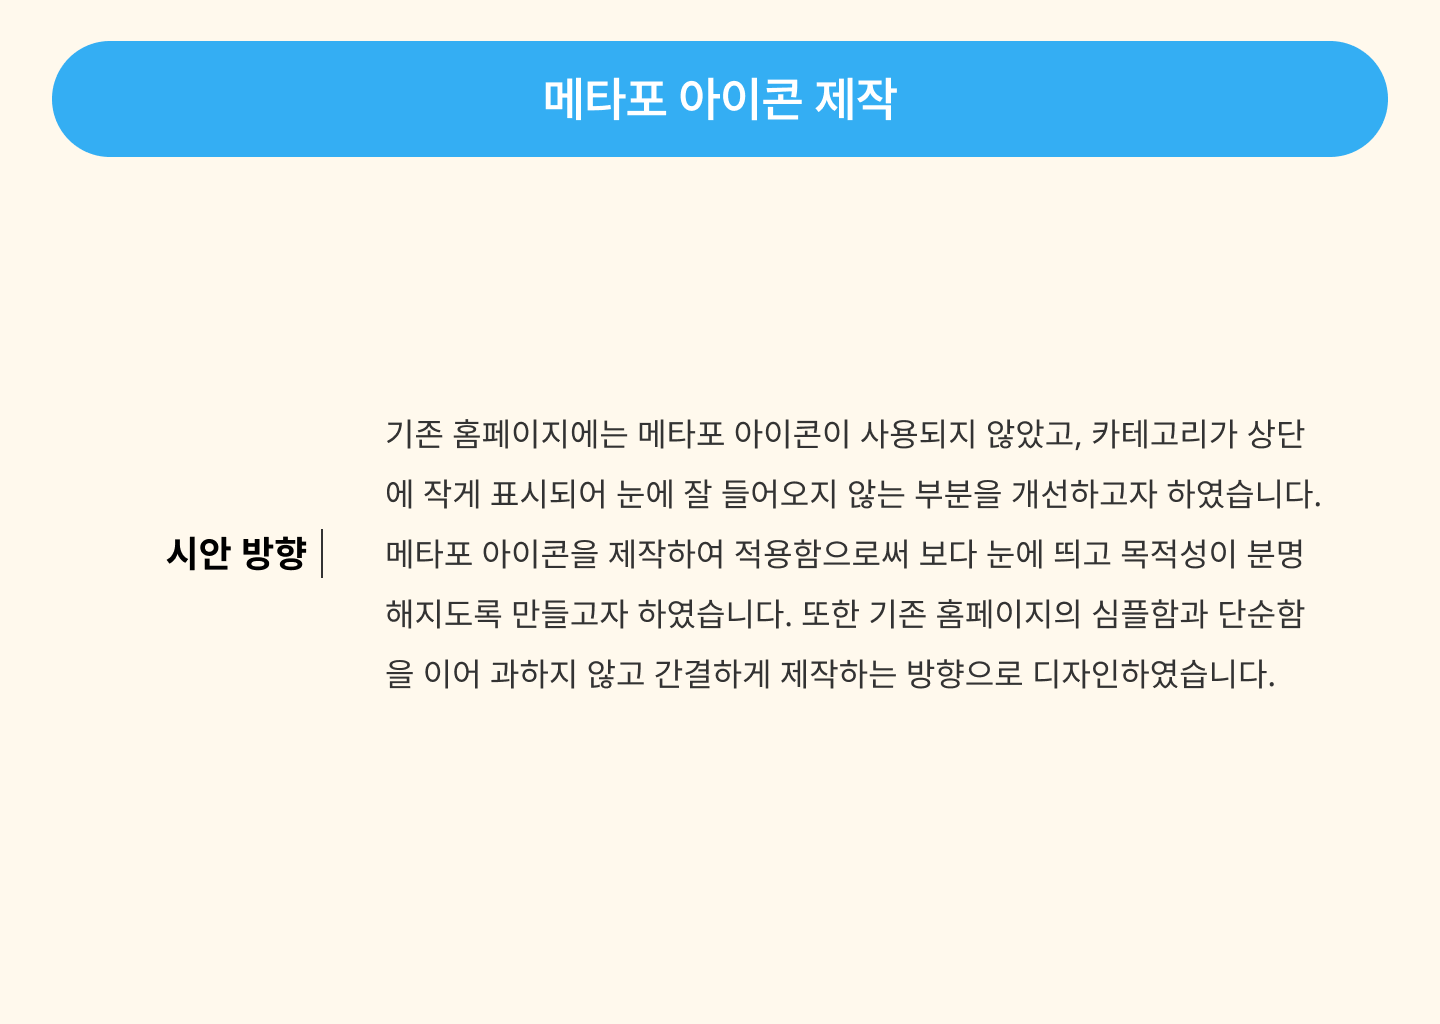 메타포 아이콘 제작
시안 방향
기존 홈페이지에는 메타포 아이콘이 사용되지 않았고, 카테고리가 상단
에 작게 표시되어 눈에 잘 들어오지 않는 부분을 개선하고자 하였습니다.
메타포 아이콘을 제작하여 적용함으로써 보다 눈에 띄고 목적성이 분명
해지도록 만들고자 하였습니다. 또한 기존 홈페이지의 심플함과 단순함
을 이어 과하지 않고 간결하게 제작하는 방향으로 디자인하였습니다.